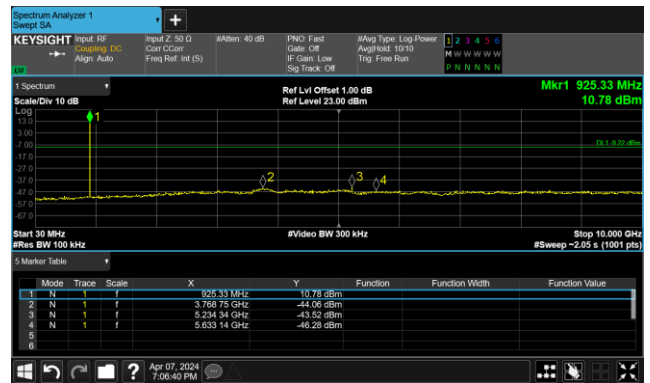 Spectrum Analyzer 1
Swept SA
KEYSIGHT Input: RF Input Z: 50 Ω #Atten: 40 dB PNO: Fast #Avg Type: Log-Power 1 2 3 4 5 6
Coupling: DC Corr CCorr Gate: Off Avg|Hold: 10/10 M W W W W W
Align: Auto Freq Ref: Int (S) IF Gain: Low Trig: Free Run
LXI Sig Track: Off P N N N N N
1 Spectrum Ref Lvl Offset 1.00 dB Mkr1 925.33 MHz
Scale/Div 10 dB Ref Level 23.00 dBm 10.78 dBm
Log
13.0
3.00
-7.00 DL1 -9.22 dBm
-17.0
-27.0
-37.0
-47.0
-57.0
-67.0
1 2 3 4
Start 30 MHz #Video BW 300 kHz Stop 10.000 GHz
#Res BW 100 kHz #Sweep ~2.05 s (1001 pts)
5 Marker Table
Mode Trace Scale X Y Function Function Width Function Value
1 N 1 f 925.33 MHz 10.78 dBm
2 N 1 f 3.768 75 GHz -44.06 dBm
3 N 1 f 5.234 34 GHz -43.52 dBm
4 N 1 f 5.633 14 GHz -46.28 dBm
5
6
? Apr 07, 2024
7:06:40 PM